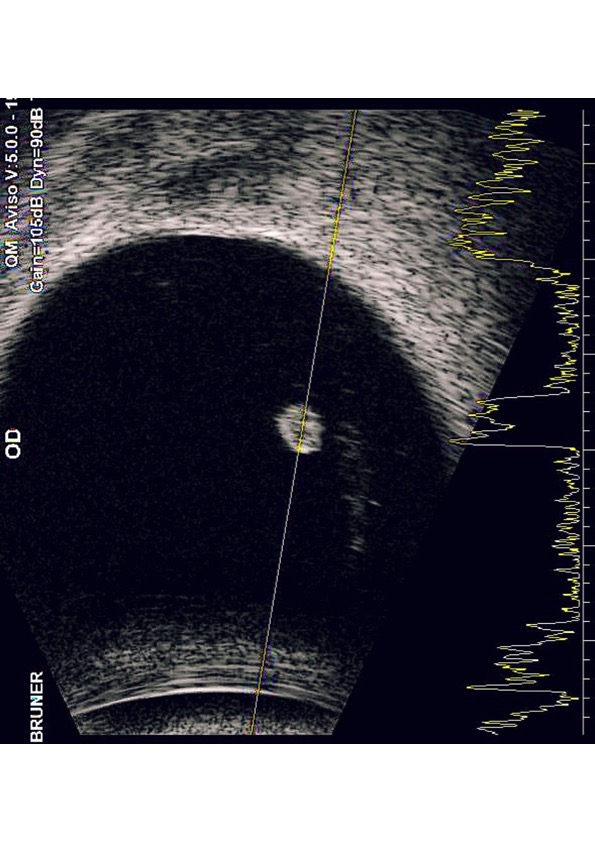 OD
QM Aviso V:5.0.0 -
BRUNER
Gain=105dB Dyn=90dB